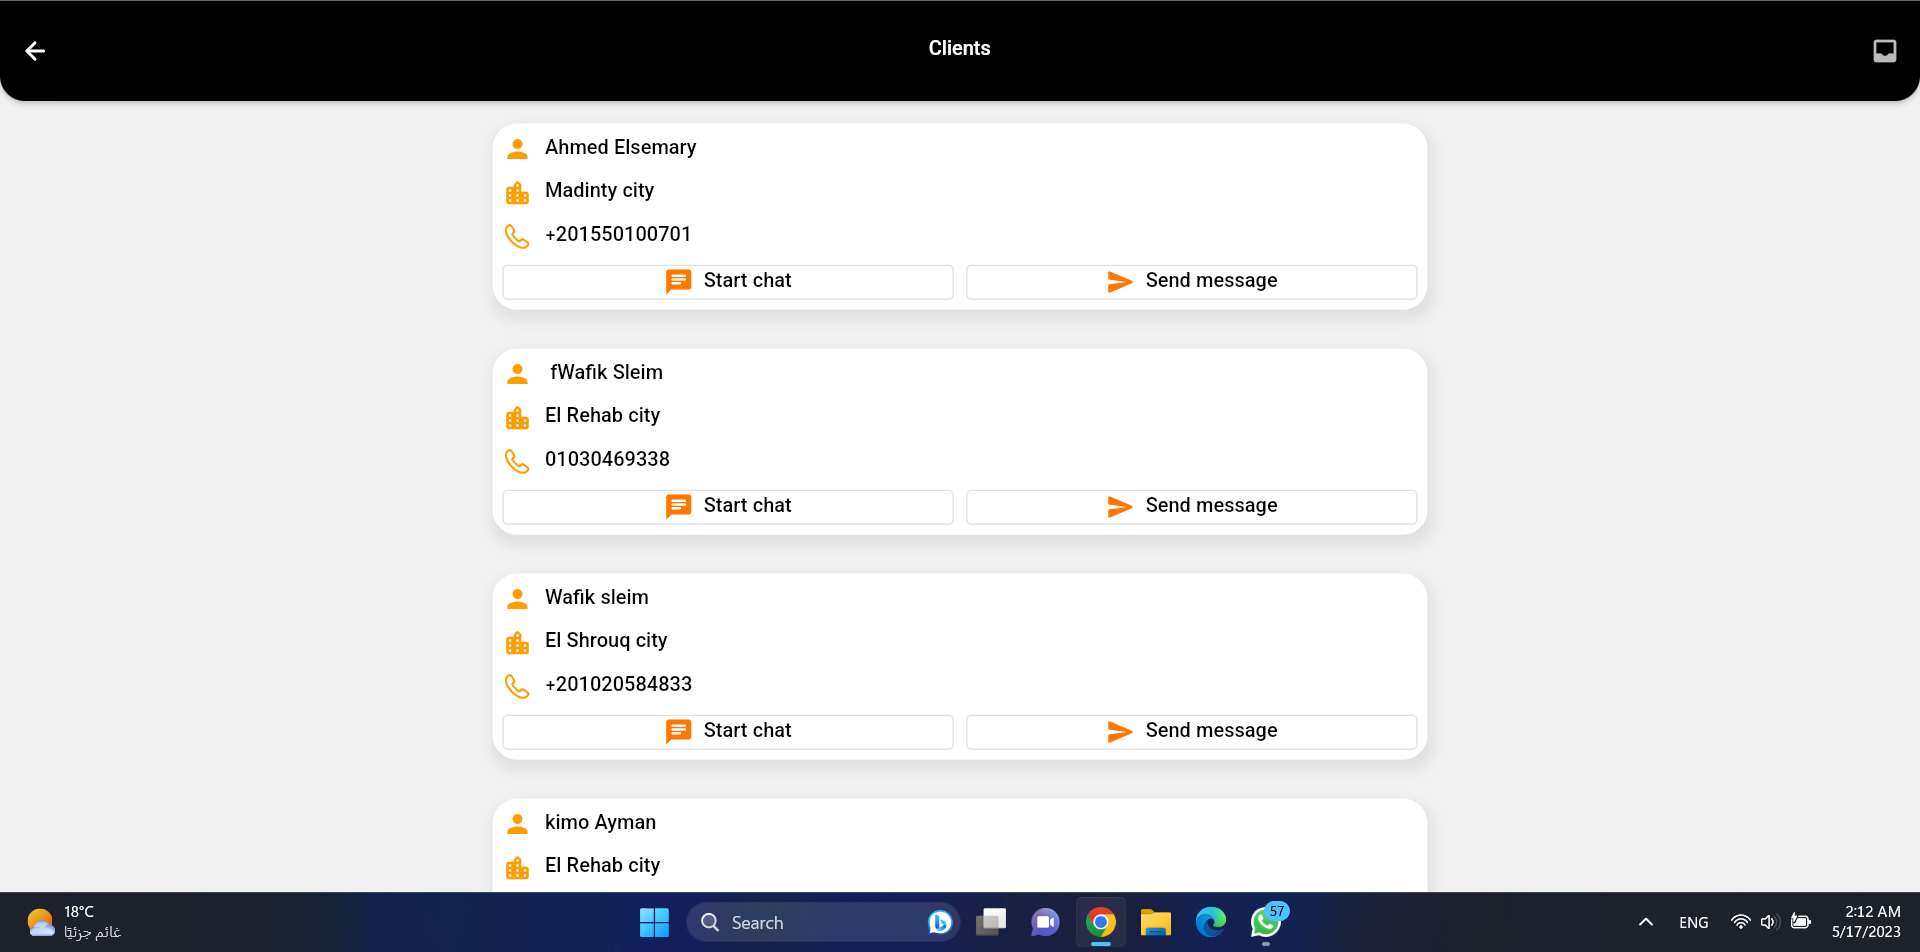 Clients
Ahmed Elsemary
Madinty city
+201550100701
Start chat
Send message
fWafik Sleim
El Rehab city
01030469338
Start chat
Send message
Wafik sleim
El Shrouq city
+201020584833
Start chat
Send message
kimo Ayman
El Rehab city
18°C
غائم جزئيًا
Search
57
ENG
2:12 AM
5/17/2023